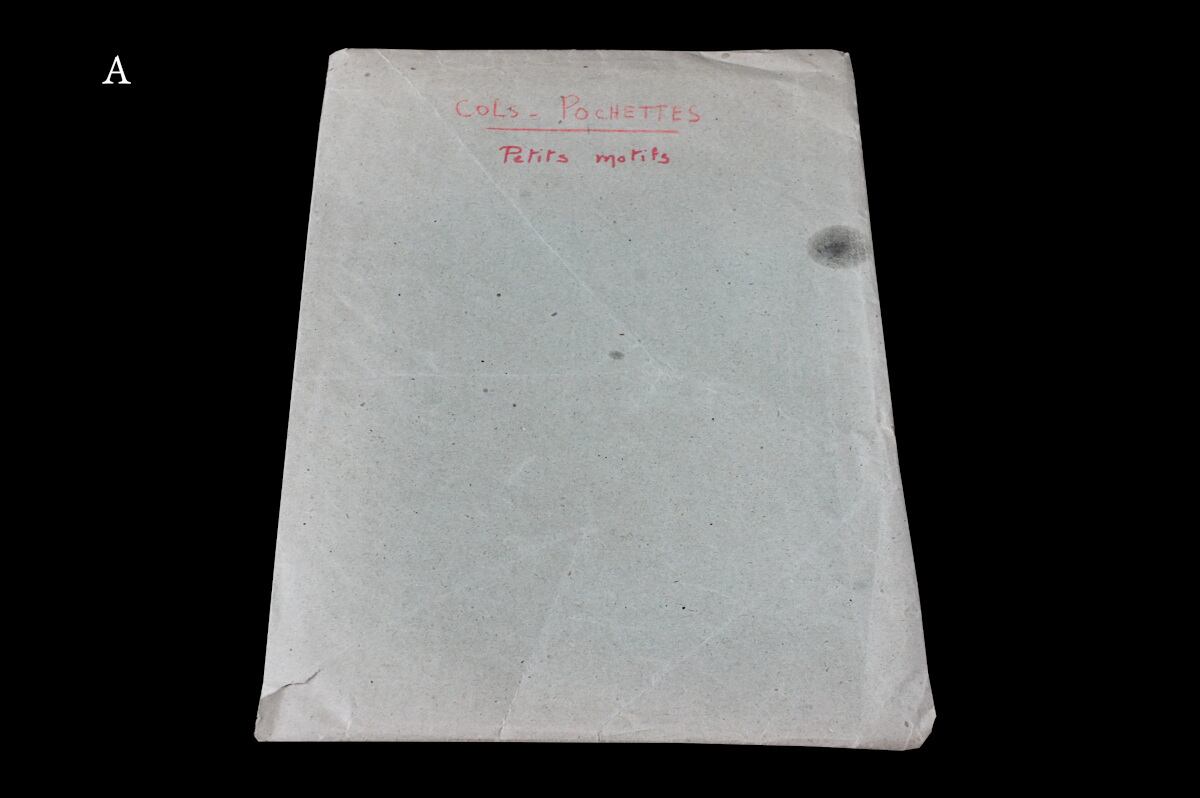 A
COLS - POCHETTES
Petits motifs